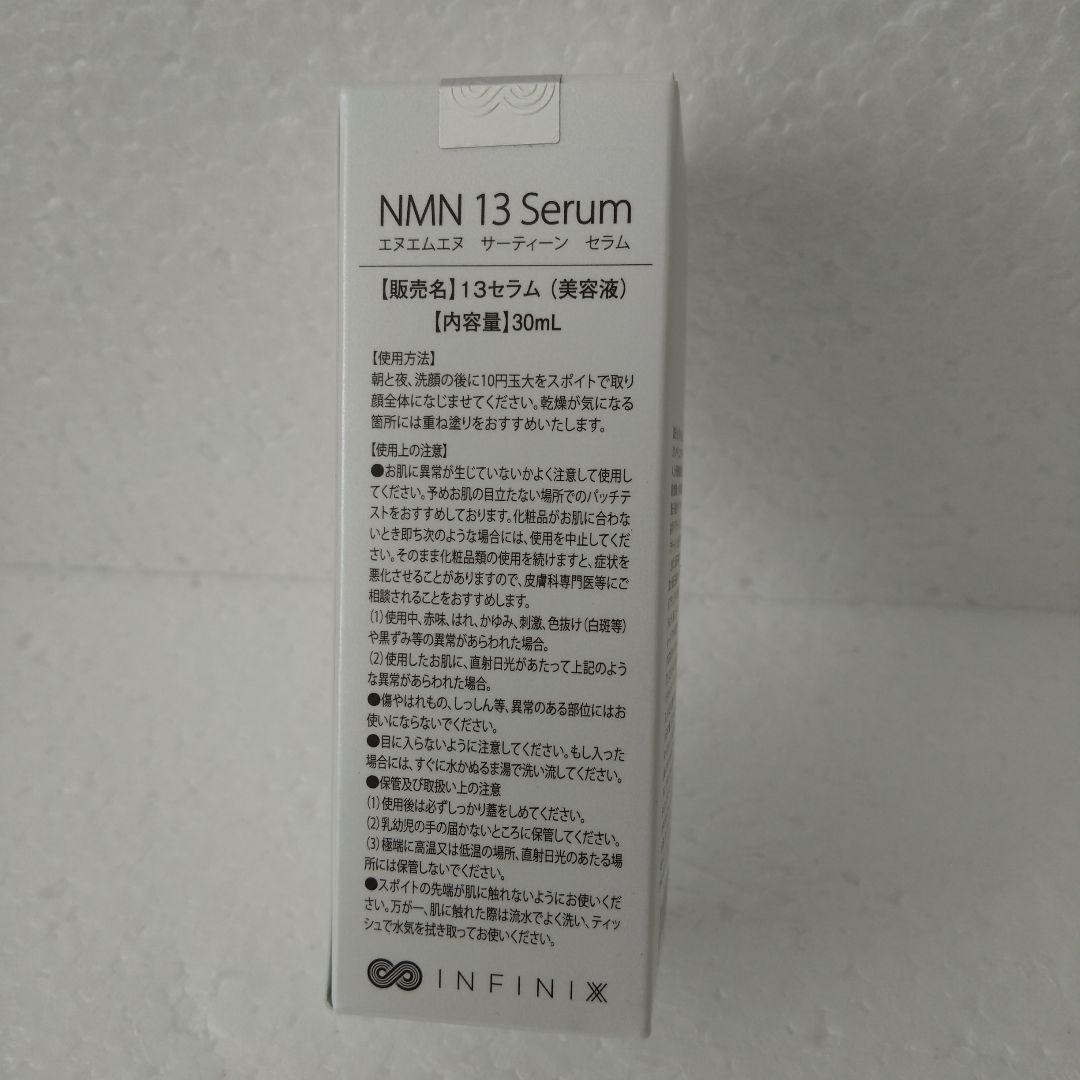 NMN 13 Serum
エヌエムエヌ サーティーン セラム
【販売名】13セラム（美容液）
【内容量】30mL
【使用方法】
朝と夜、洗顔の後に10円玉大をスポイトで取り
顔全体になじませてください。乾燥が気になる
箇所には重ね塗りをおすすめいたします。
【使用上の注意】
●お肌に異常が生じていないかよく注意して使用し
てください。予めお肌の目立たない場所でのパッチテ
ストをおすすめしております。化粧品がお肌に合わな
いとき即ち次のような場合には、使用を中止してくだ
さい。そのまま化粧品類の使用を続けますと、症状を
悪化させることがありますので、皮膚科専門医等にご
相談されることをおすすめします。
(1)使用中、赤味、はれ、かゆみ、刺激、色抜け（白斑等）
や黒ずみ等の異常があらわれた場合。
(2)使用したお肌に、直射日光があたって上記のよう
な異常があらわれた場合。
●傷やはれもの、しっしん等、異常のある部位にはお
使いにならないでください。
●目に入らないように注意してください。もし入った
場合には、すぐに水かぬるま湯で洗い流してください。
●保管及び取扱い上の注意
(1)使用後は必ずしっかり蓋をしめてください。
(2)乳幼児の手の届かないところに保管してください。
(3)極端に高温又は低温の場所、直射日光のあたる場
所には保管しないでください。
●スポイトの先端が肌に触れないようにお使いくだ
さい。万が一、肌に触れた際は流水でよく洗い、ティッ
シュで水気を拭き取ってお使いください。
INFINIX